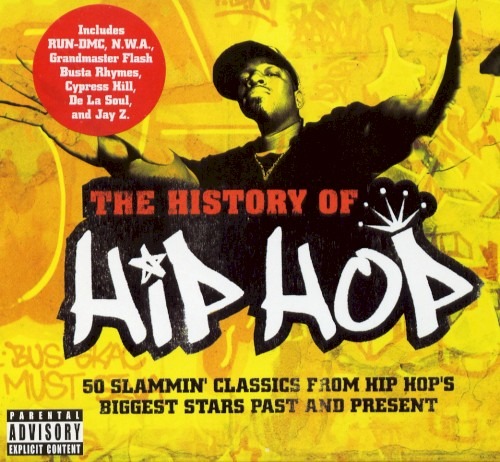 Includes
RUN-DMC, N.W.A.,
Grandmaster Flash
Busta Rhymes,
Cypress Hill,
De La Soul,
and Jay Z.
THE HISTORY OF
HiP HOP
50 SLAMMIN' CLASSICS FROM HIP HOP'S
BIGGEST STARS PAST AND PRESENT
PARENTAL
ADVISORY
EXPLICIT CONTENT